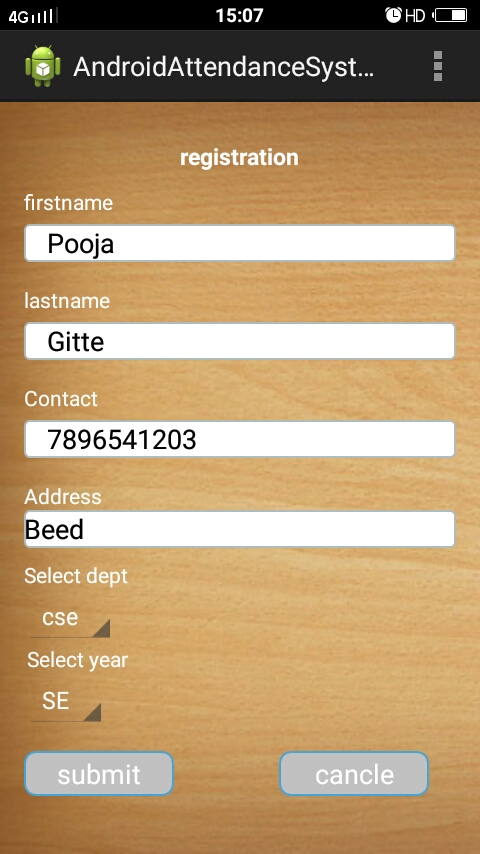 4G 15:07 HD
AndroidAttendanceSyst...
registration
firstname
Pooja
lastname
Gitte
Contact
7896541203
Address
Beed
Select dept
cse
Select year
SE
submit cancle